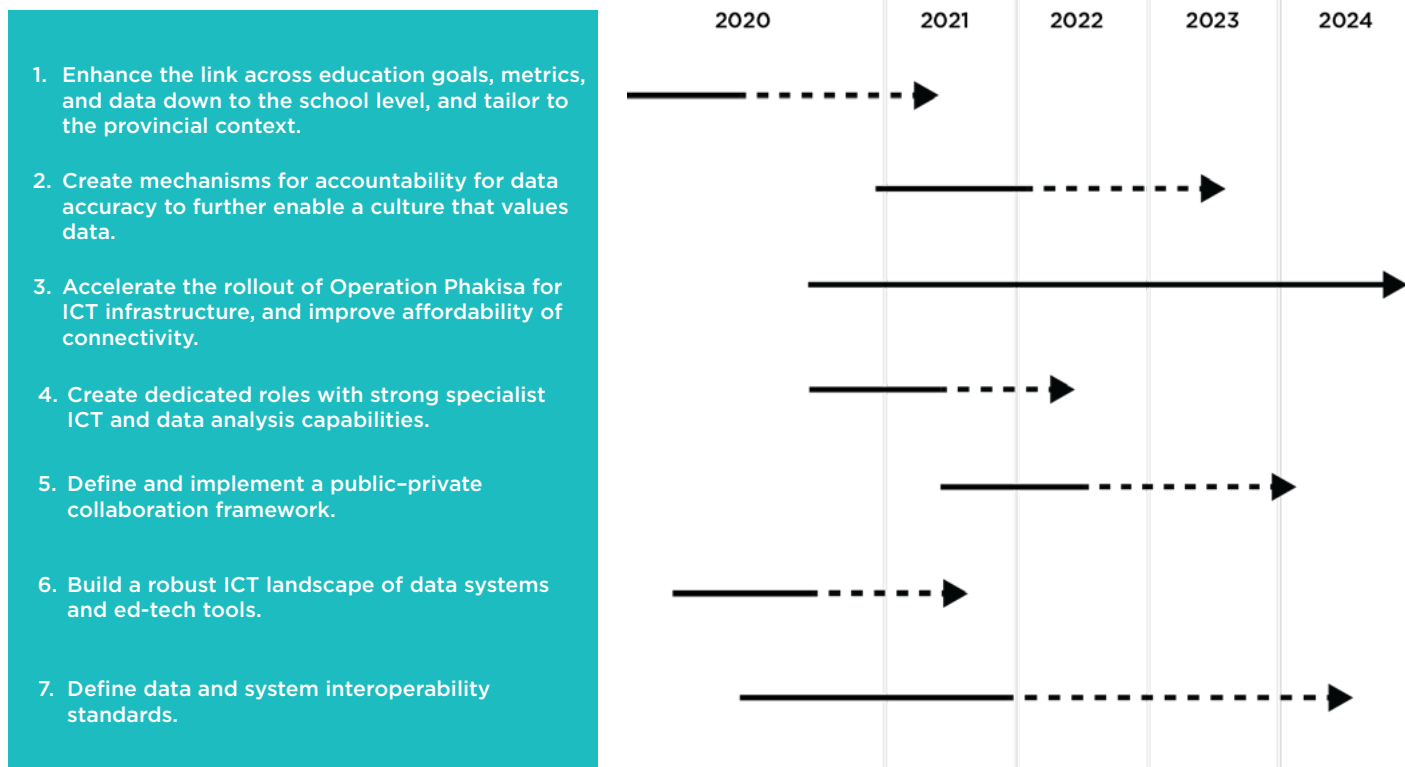 2020 2021 2022 2023 2024
1. Enhance the link across education goals, metrics,
and data down to the school level, and tailor to
the provincial context.
2. Create mechanisms for accountability for data
accuracy to further enable a culture that values
data.
3. Accelerate the rollout of Operation Phakisa for
ICT infrastructure, and improve affordability of
connectivity.
4. Create dedicated roles with strong specialist
ICT and data analysis capabilities.
5. Define and implement a public–private
collaboration framework.
6. Build a robust ICT landscape of data systems
and ed-tech tools.
7. Define data and system interoperability
standards.